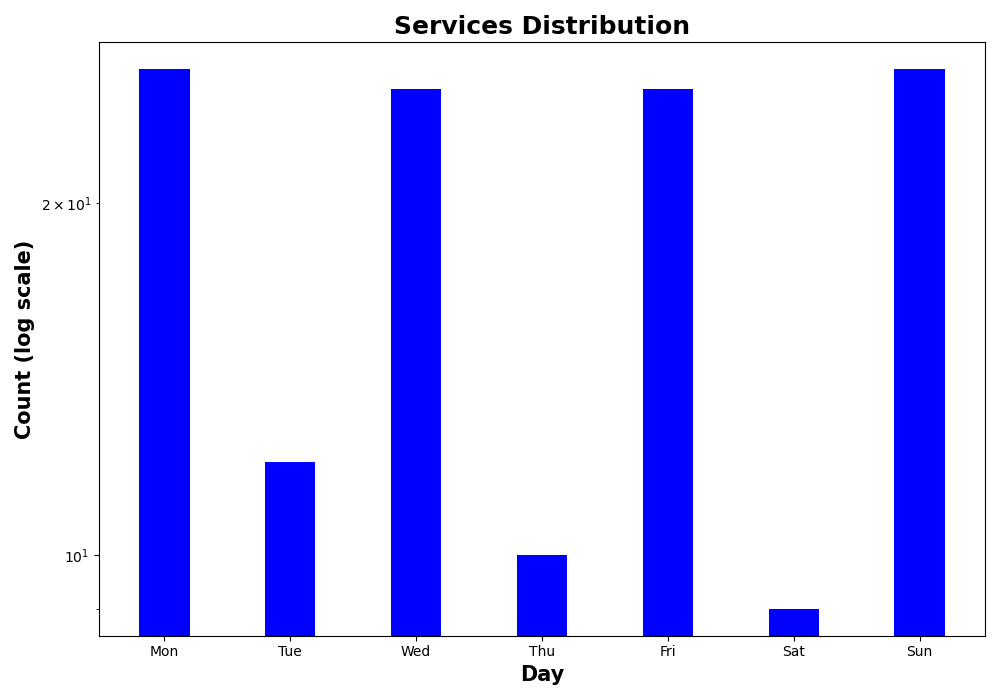 Services Distribution
Count (log scale)
2 × 10¹
10¹
Mon Tue Wed Thu Fri Sat Sun
Day